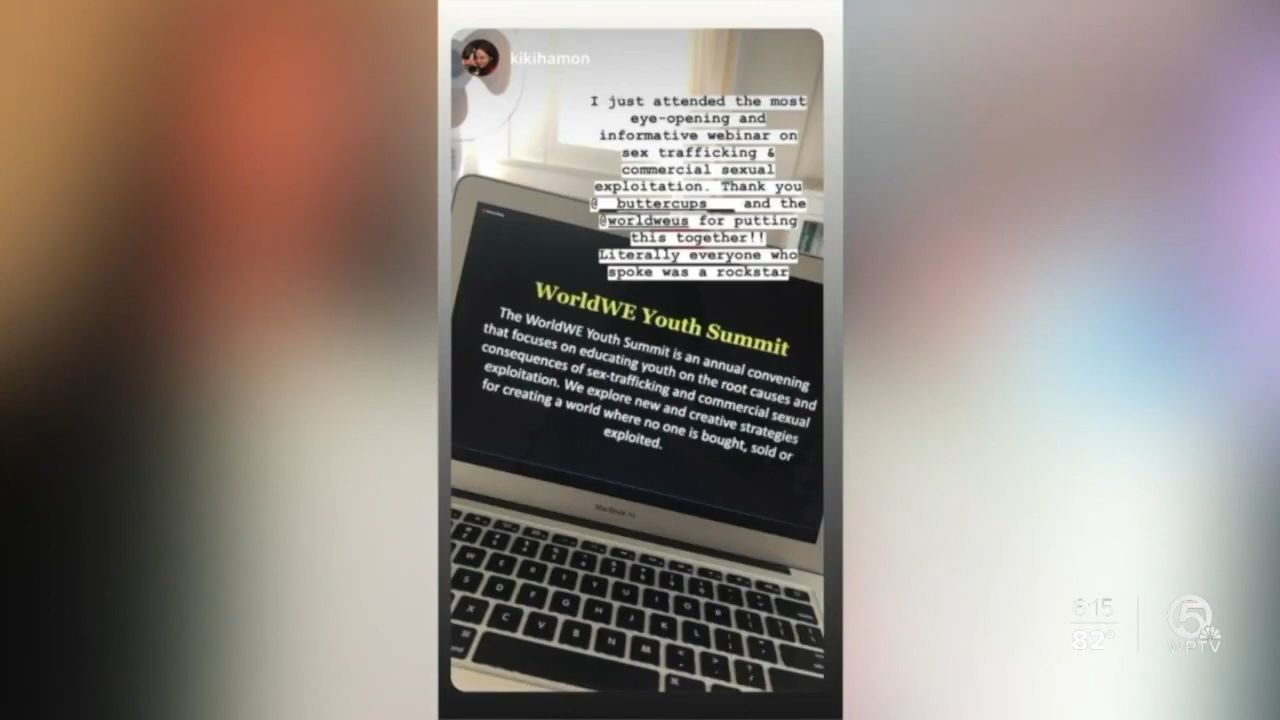 kikihamon
I just attended the most
eye-opening and
informative webinar on
sex trafficking &
commercial sexual
exploitation. Thank you
@__buttercups___ and the
@worldweus for putting
this together!!
Literally everyone who
spoke was a rockstar
WorldWE Youth Summit
The WorldWE Youth Summit is an annual convening
that focuses on educating youth on the root causes and
consequences of sex-trafficking and commercial sexual
exploitation. We explore new and creative strategies
for creating a world where no one is bought, sold or
exploited.
MacBook Air
6:15
82°
5
WPTV